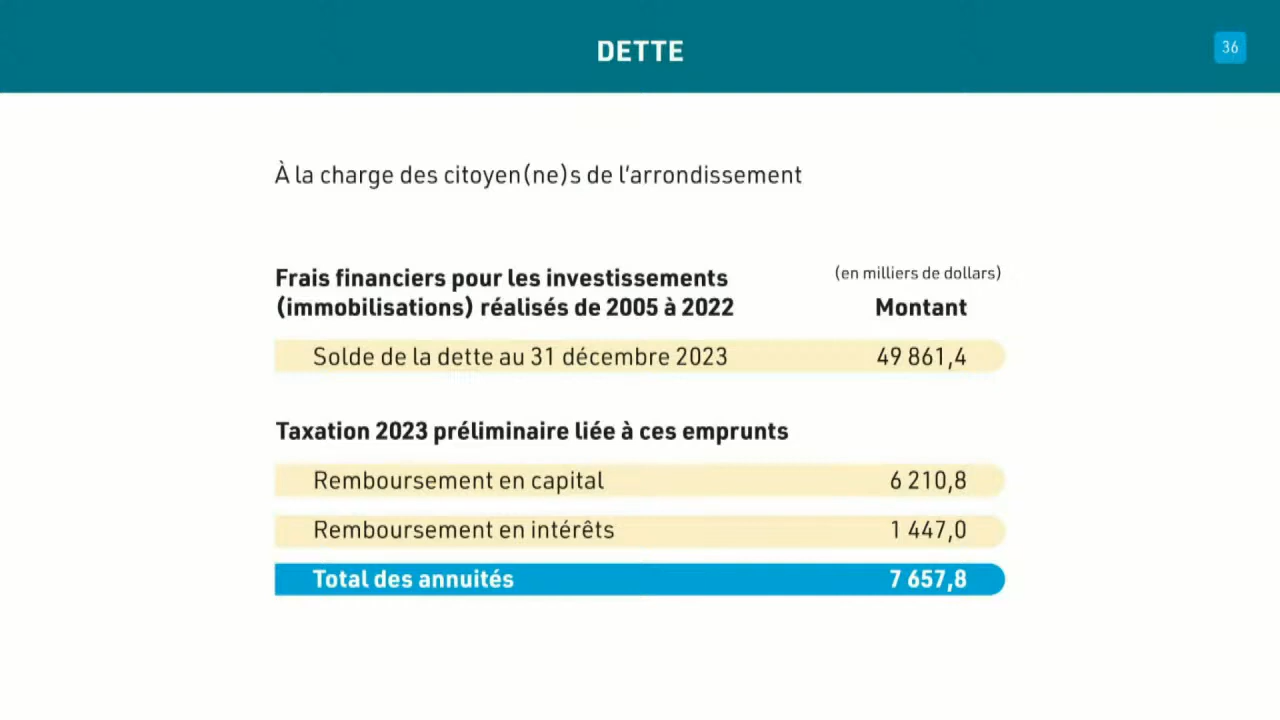 DETTE
36
À la charge des citoyen(ne)s de l'arrondissement
Frais financiers pour les investissements (en milliers de dollars)
(immobilisations) réalisés de 2005 à 2022 Montant
Solde de la dette au 31 décembre 2023 49 861,4
Taxation 2023 préliminaire liée à ces emprunts
Remboursement en capital 6 210,8
Remboursement en intérêts 1 447,0
Total des annuités 7 657,8